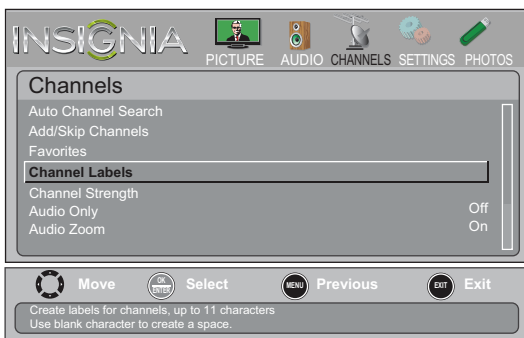 INSIGNIA
PICTURE AUDIO CHANNELS SETTINGS PHOTOS
Channels
Auto Channel Search
Add/Skip Channels
Favorites
Channel Labels
Channel Strength
Audio Only Off
Audio Zoom On
Move OK ENTER Select MENU Previous EXIT Exit
Create labels for channels, up to 11 characters
Use blank character to create a space.